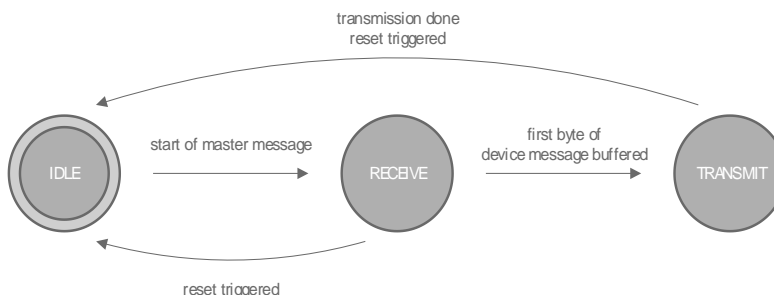 transmission done
reset triggered
start of master message
first byte of
device message buffered
IDLE
RECEIVE
TRANSMIT
reset triggered